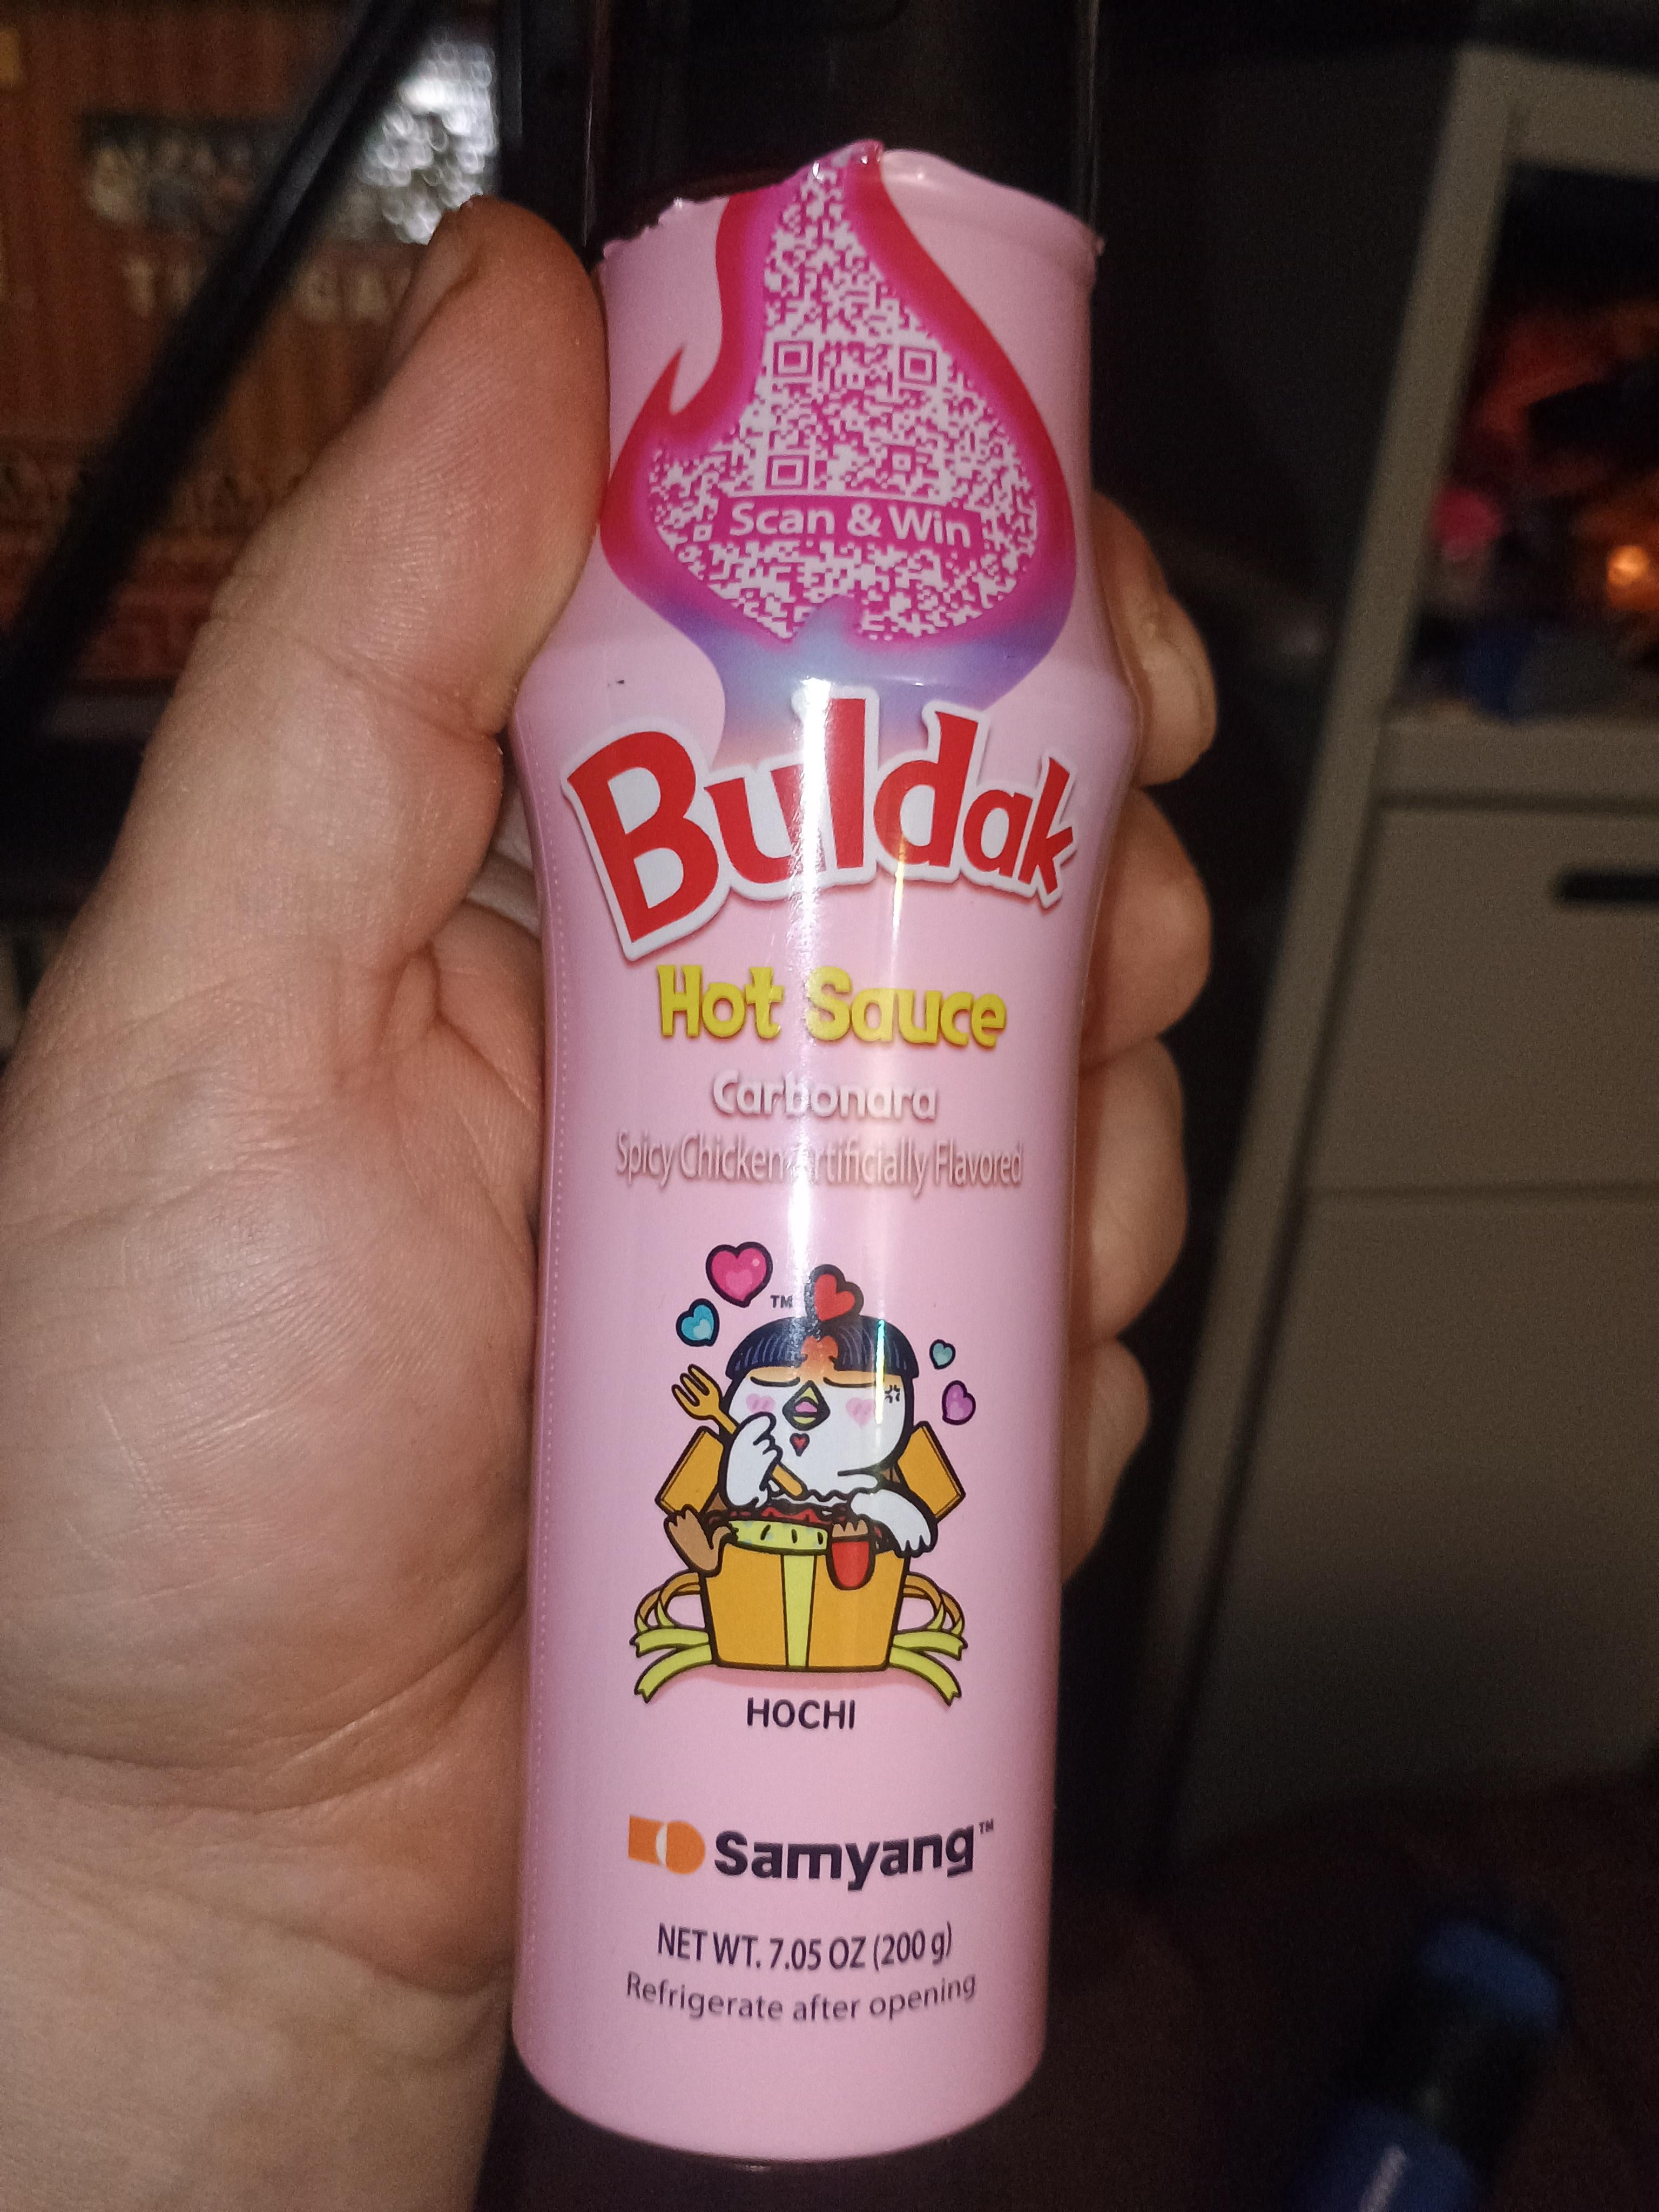 Scan & Win
Buldak
Hot Sauce
Carbonara
Spicy Chicken Artificially Flavored
TM
HOCHI
Samyang™
NET WT. 7.05 OZ (200 g)
Refrigerate after opening